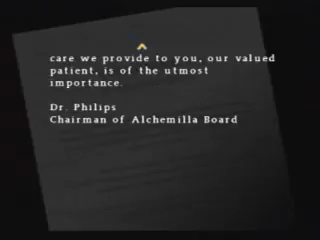 care we provide to you, our valued
patient, is of the utmost
importance.
Dr. Philips
Chairman of Alchemilla Board